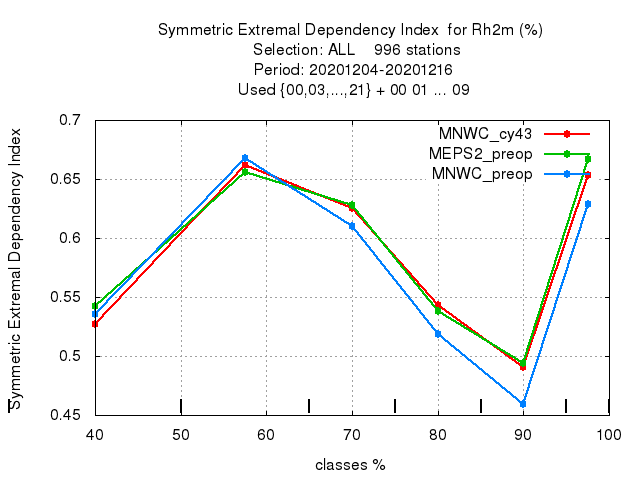 Symmetric Extremal Dependency Index  for Rh2m (%)
Selection: ALL    996 stations
Period: 20201204-20201216
Used {00,03,...,21} + 00 01 ... 09
Symmetric Extremal Dependency Index
0.7
0.65
0.6
0.55
0.5
0.45
MNWC_cy43
MEPS2_preop
MNWC_preop
40 50 60 70 80 90 100
classes %